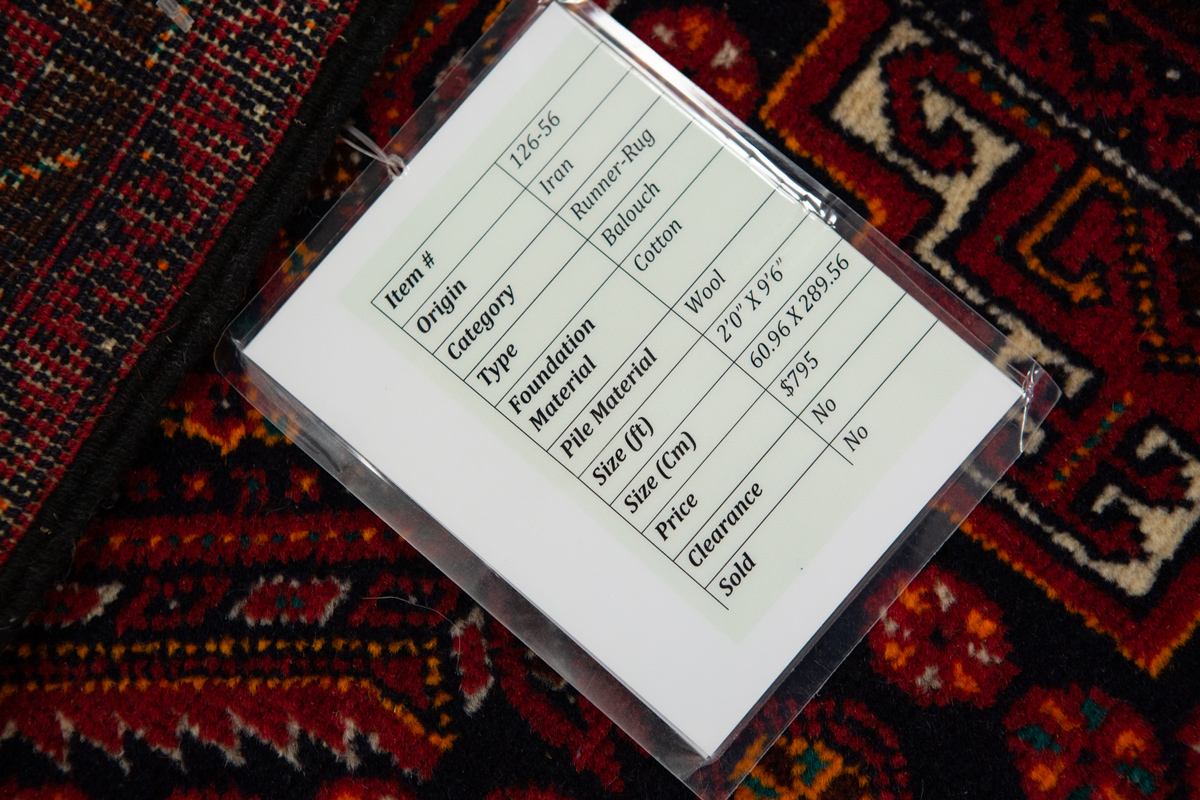 Item # 126-56
Origin Iran
Category Runner-Rug
Type Balouch
Foundation Cotton
Material
Pile Material Wool
Size (ft) 2'0" X 9'6"
Size (Cm) 60.96 X 289.56
Price $795
Clearance No
Sold No